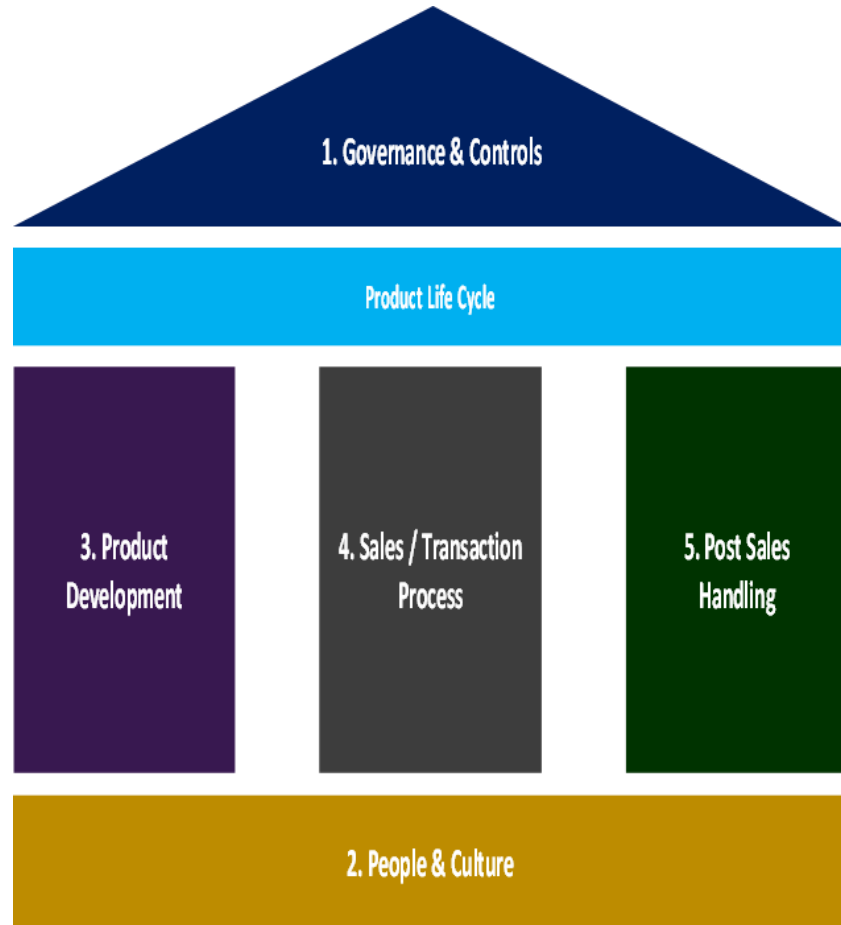 1. Governance & Controls
Product Life Cycle
3. Product
Development
4. Sales / Transaction
Process
5. Post Sales
Handling
2. People & Culture